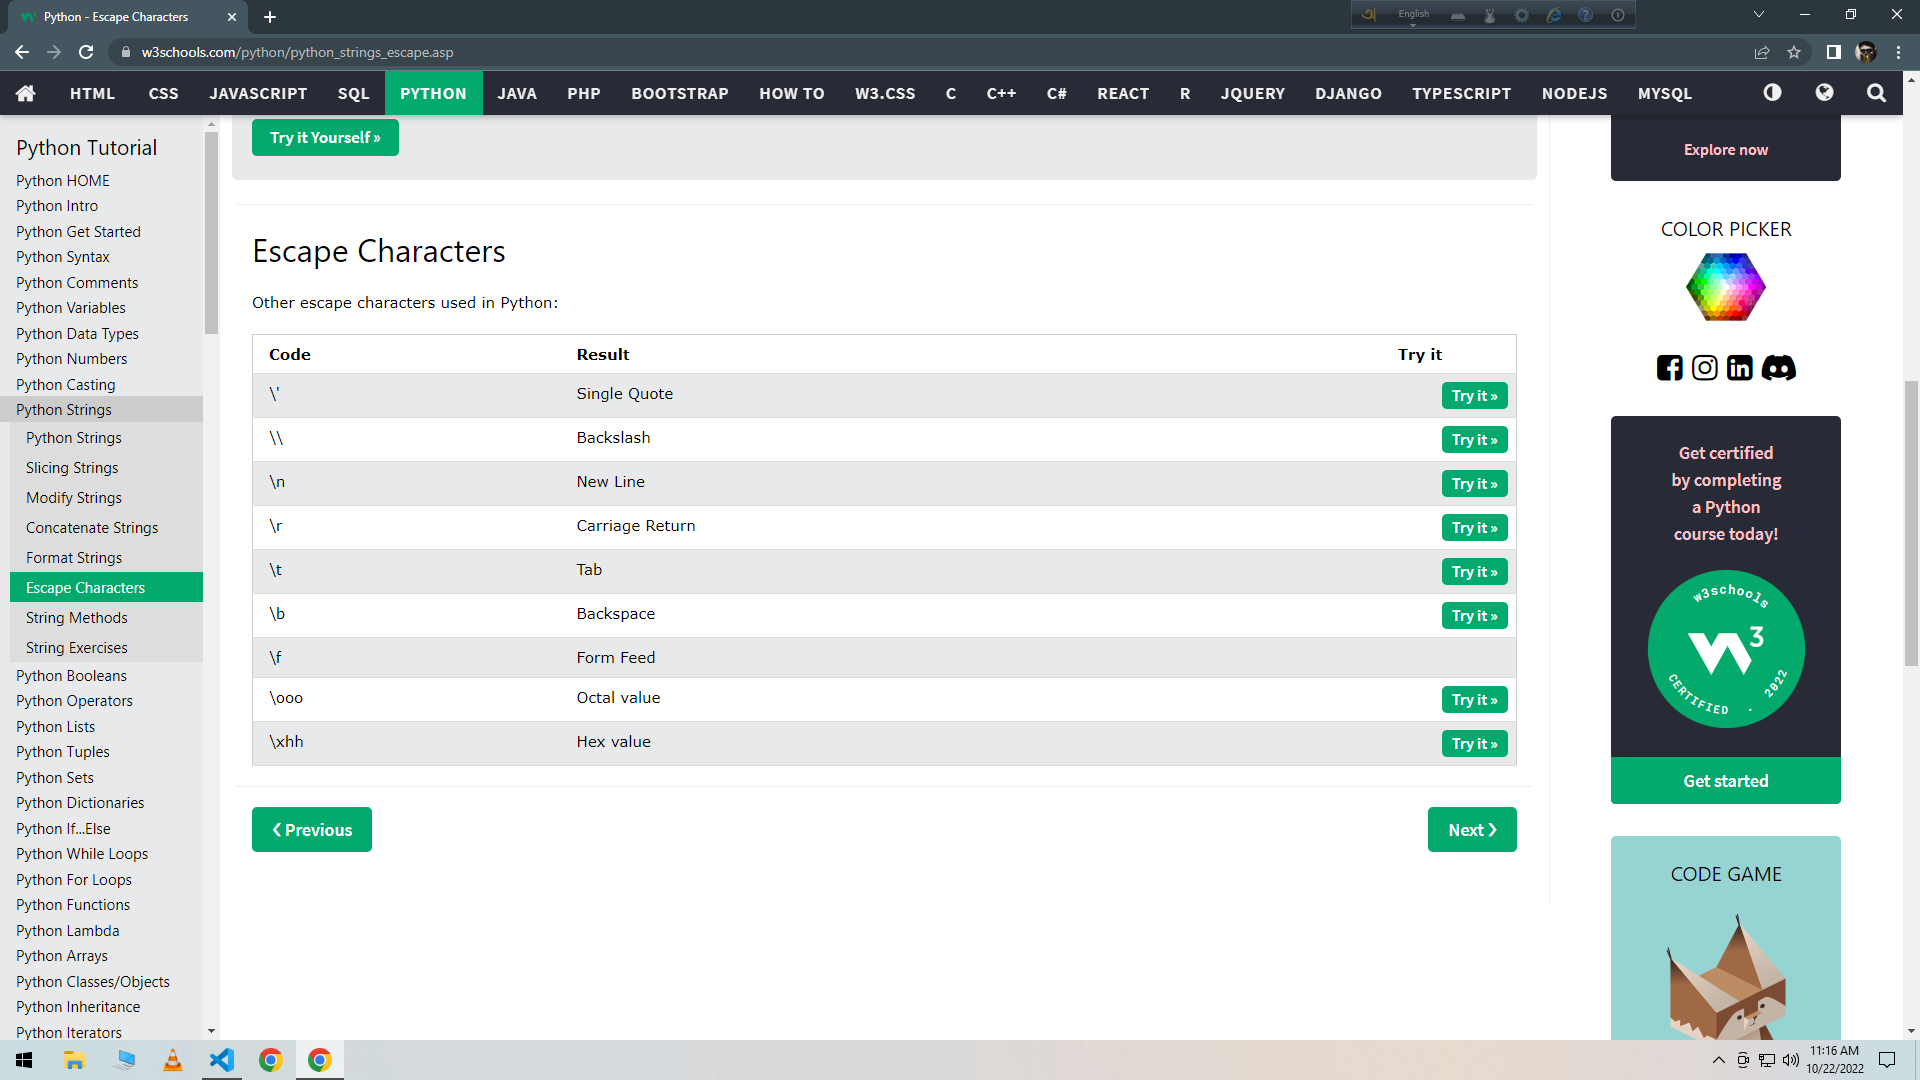 Python - Escape Characters
English
w3schools.com/python/python_strings_escape.asp
HTML CSS JAVASCRIPT SQL PYTHON JAVA PHP BOOTSTRAP HOW TO W3.CSS C C++ C# REACT R JQUERY DJANGO TYPESCRIPT NODEJS MYSQL
Python Tutorial
Python HOME
Python Intro
Python Get Started
Python Syntax
Python Comments
Python Variables
Python Data Types
Python Numbers
Python Casting
Python Strings
Python Strings
Slicing Strings
Modify Strings
Concatenate Strings
Format Strings
Escape Characters
String Methods
String Exercises
Python Booleans
Python Operators
Python Lists
Python Tuples
Python Sets
Python Dictionaries
Python If...Else
Python While Loops
Python For Loops
Python Functions
Python Lambda
Python Arrays
Python Classes/Objects
Python Inheritance
Python Iterators
Try it Yourself »
Escape Characters
Other escape characters used in Python:
Code Result Try it
\' Single Quote Try it »
\\ Backslash Try it »
\n New Line Try it »
\r Carriage Return Try it »
\t Tab Try it »
\b Backspace Try it »
\f Form Feed
\ooo Octal value Try it »
\xhh Hex value Try it »
❮ Previous Next ❯
Explore now
COLOR PICKER
Get certified
by completing
a Python
course today!
w3schools
W3
CERTIFIED . 2022
Get started
CODE GAME
11:16 AM
10/22/2022